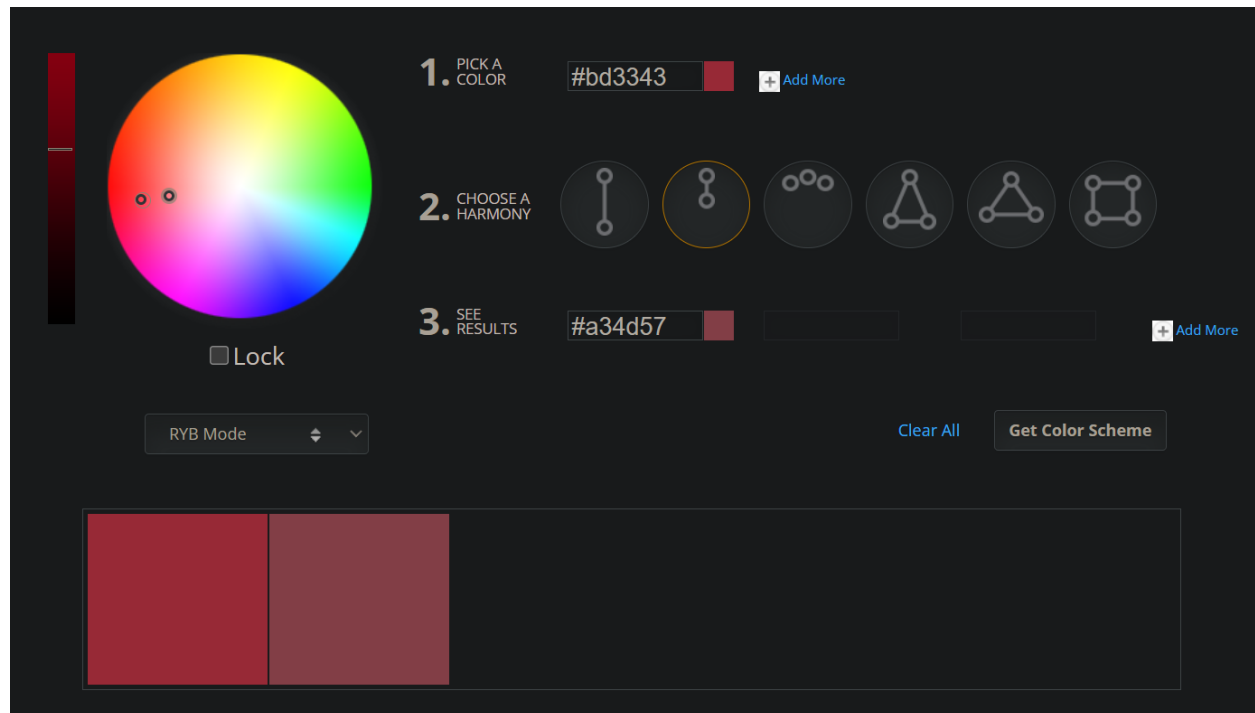 1. PICK A
COLOR
#bd3343
Add More
2. CHOOSE A
HARMONY
3. SEE
RESULTS
#a34d57
Add More
Lock
RYB Mode
Clear All
Get Color Scheme